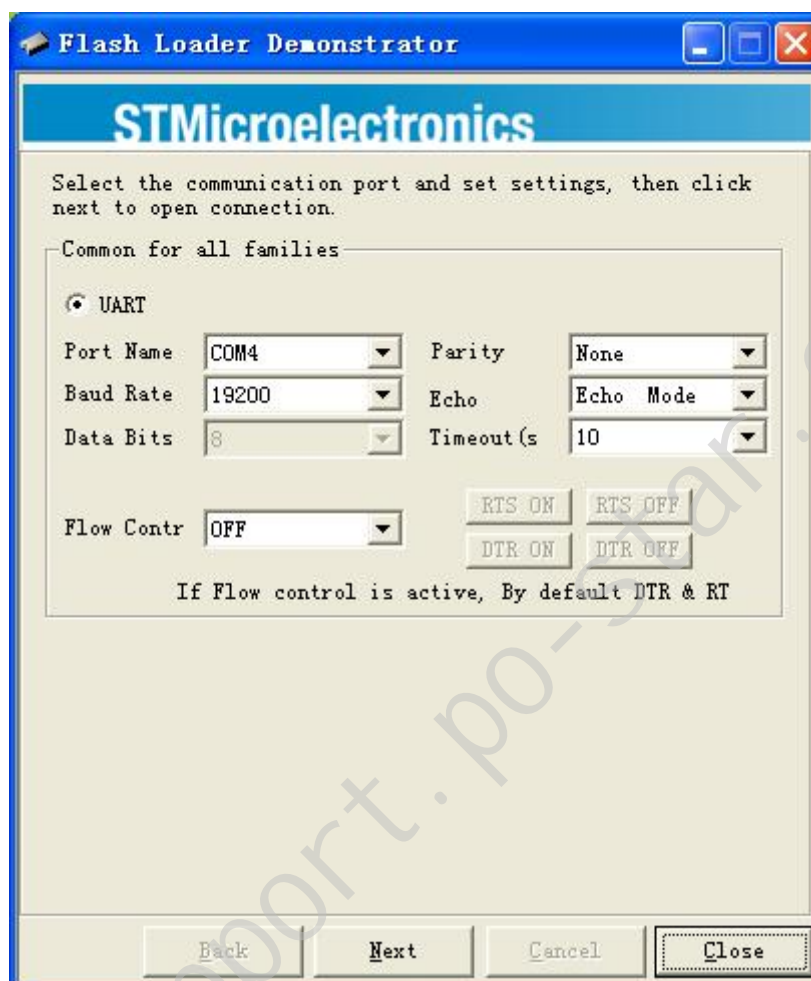 Flash Loader Demonstrator
STMicroelectronics
Select the communication port and set settings, then click
next to open connection.
Common for all families
UART
Port Name COM4 Parity None
Baud Rate 19200 Echo Echo Mode
Data Bits 8 Timeout(s 10
RTS ON RTS OFF
Flow Contr OFF
DTR ON DTR OFF
If Flow control is active, By default DTR & RT
Back Next Cancel Close
port.po-star.